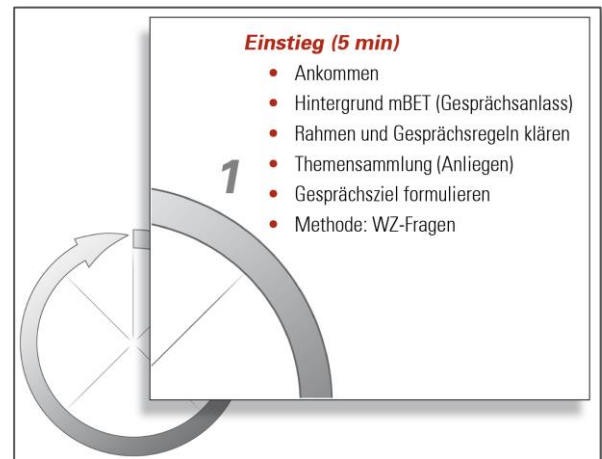 Einstieg (5 min)
• Ankommen
• Hintergrund mBET (Gesprächsanlass)
• Rahmen und Gesprächsregeln klären
• Themensammlung (Anliegen)
• Gesprächsziel formulieren
• Methode: WZ-Fragen
1